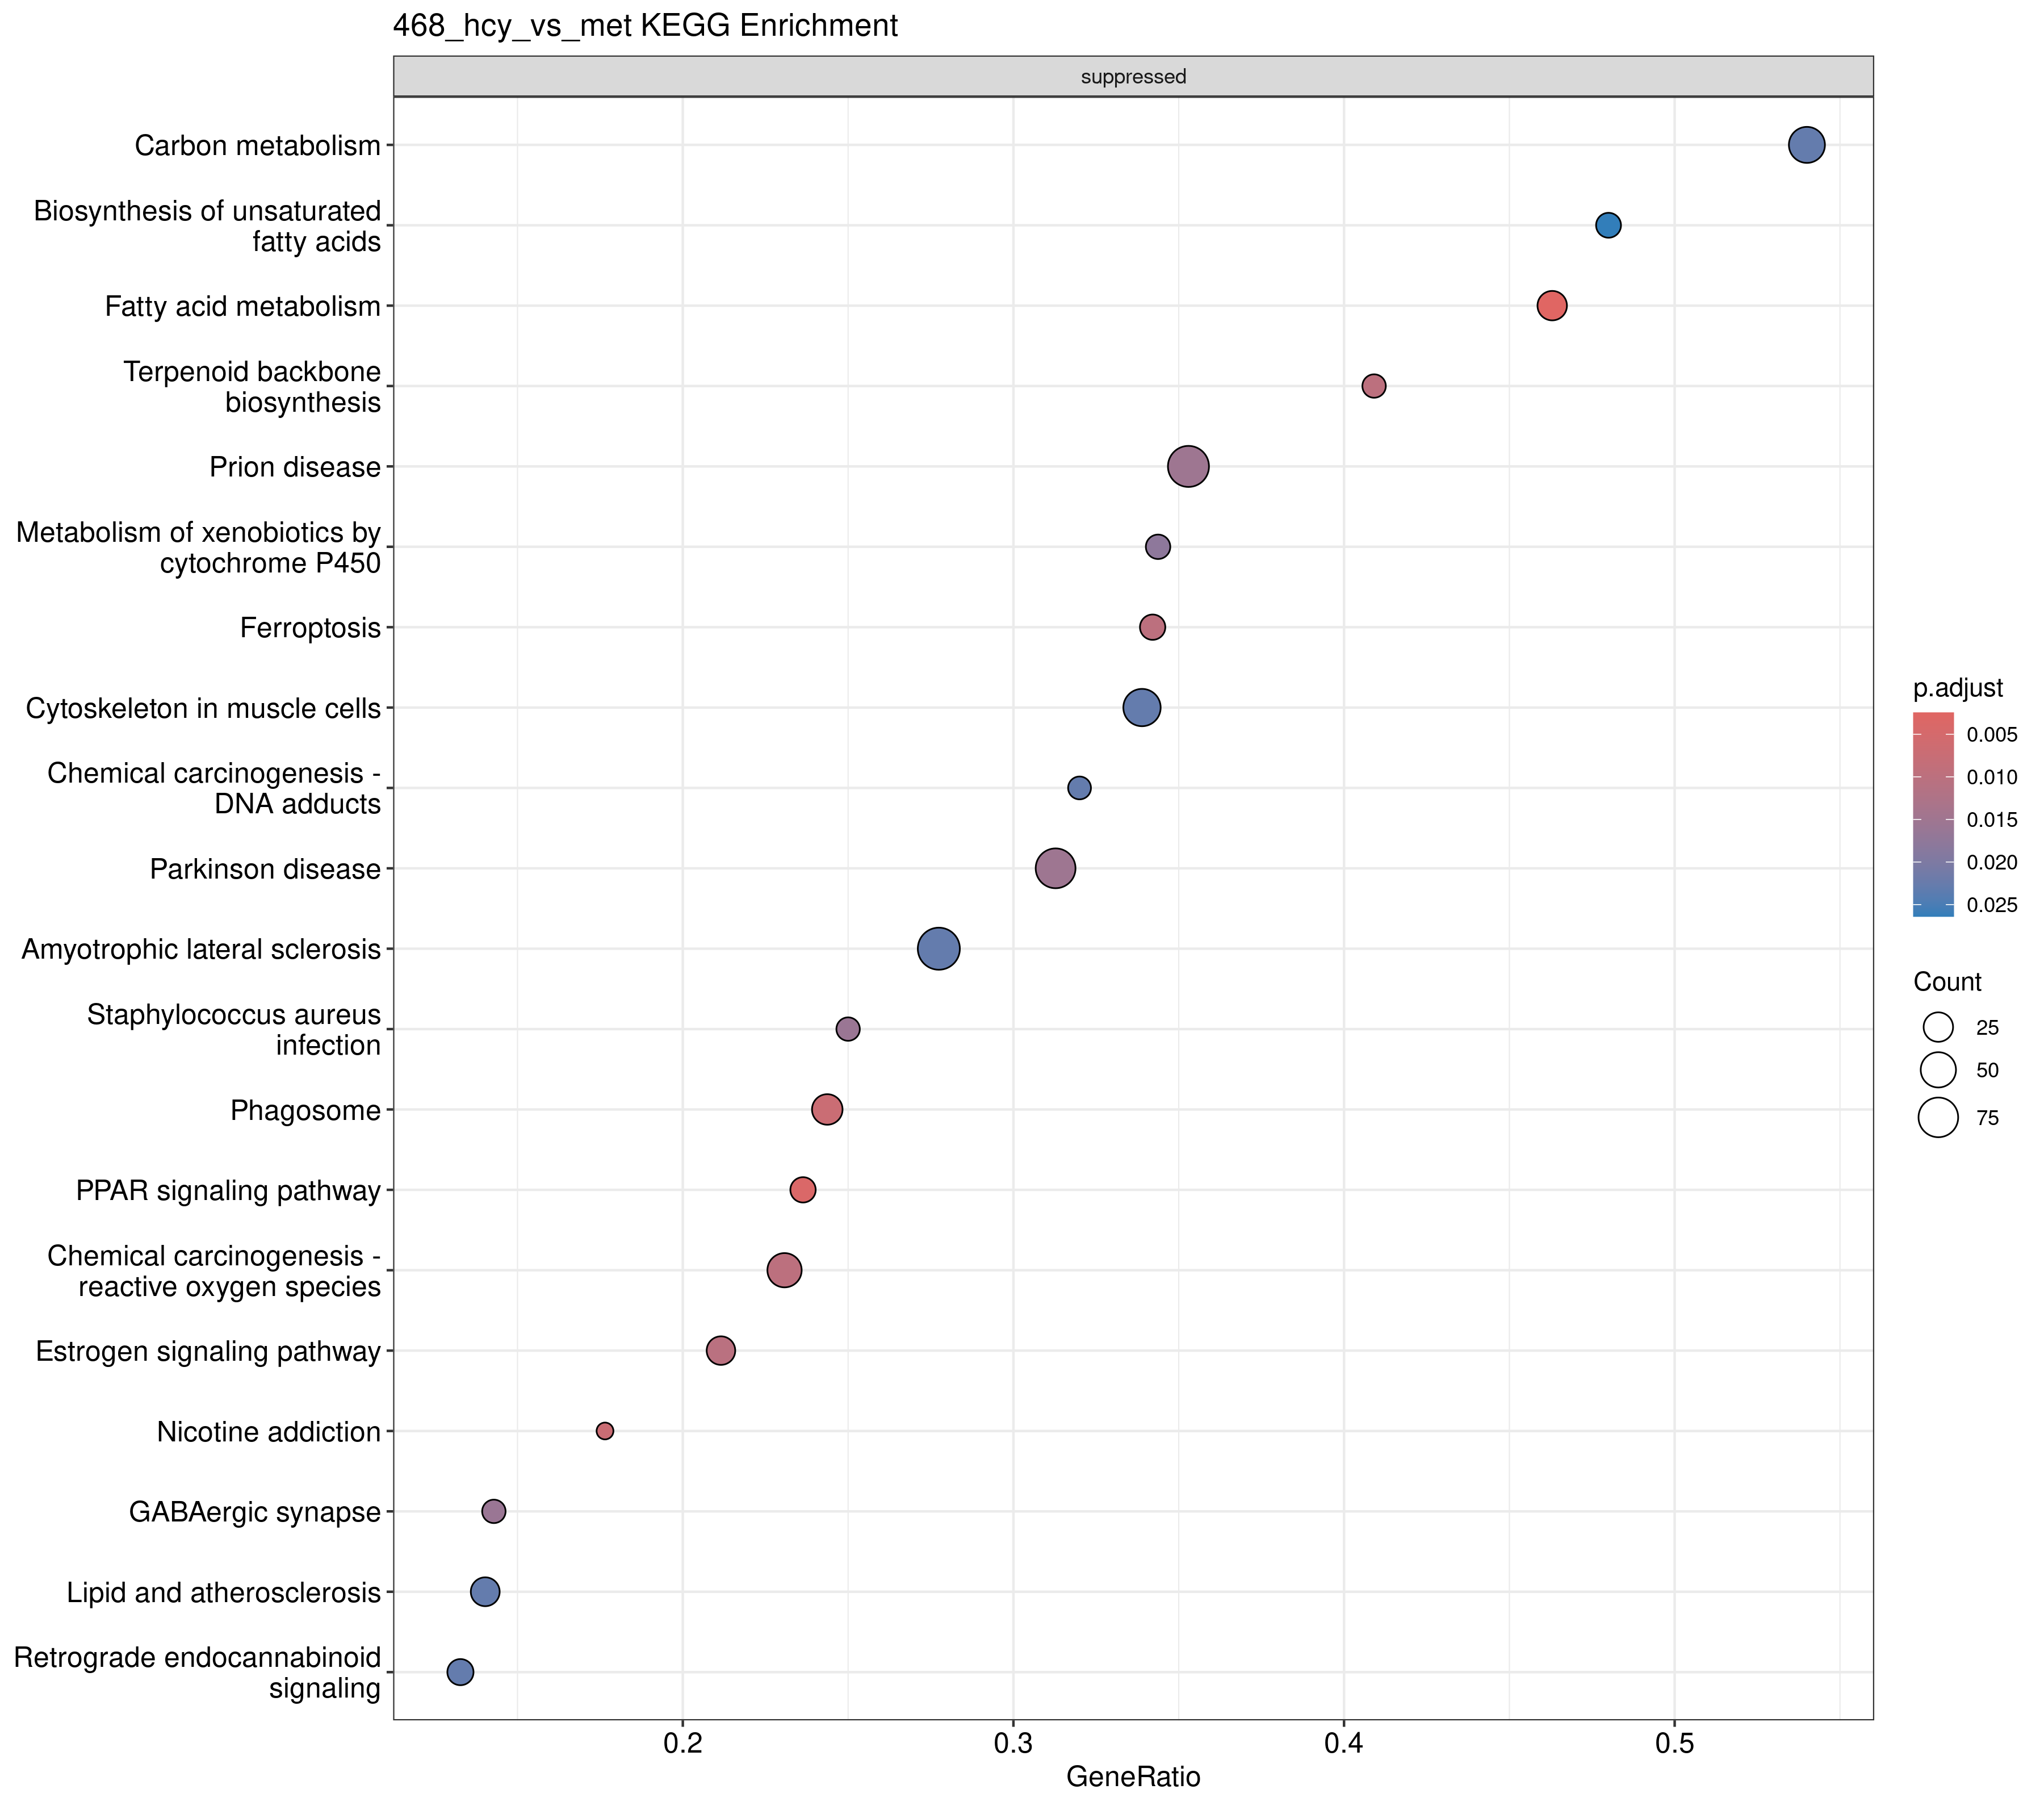 468_hcy_vs_met KEGG Enrichment
suppressed
Carbon metabolism
Biosynthesis of unsaturated
fatty acids
Fatty acid metabolism
Terpenoid backbone
biosynthesis
Prion disease
Metabolism of xenobiotics by
cytochrome P450
Ferroptosis
Cytoskeleton in muscle cells
Chemical carcinogenesis -
DNA adducts
Parkinson disease
Amyotrophic lateral sclerosis
Staphylococcus aureus
infection
Phagosome
PPAR signaling pathway
Chemical carcinogenesis -
reactive oxygen species
Estrogen signaling pathway
Nicotine addiction
GABAergic synapse
Lipid and atherosclerosis
Retrograde endocannabinoid
signaling
0.2 0.3 0.4 0.5
GeneRatio
p.adjust
0.005
0.010
0.015
0.020
0.025
Count
25
50
75